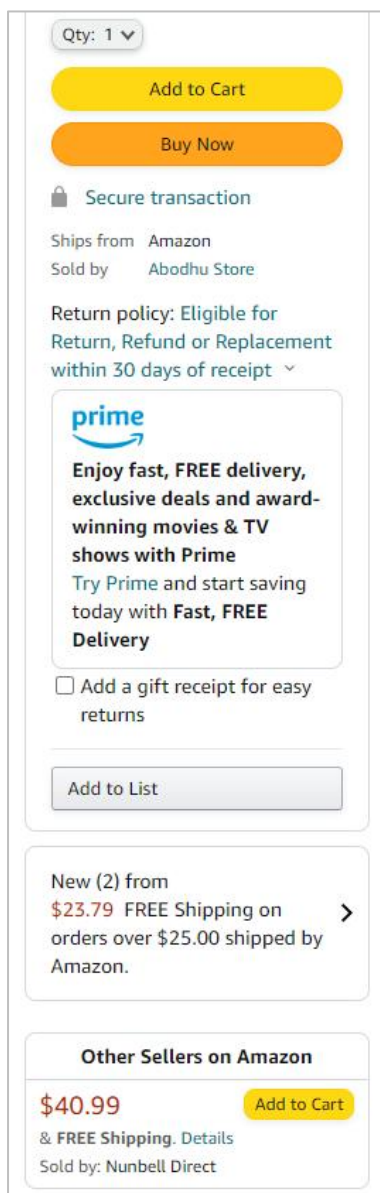 Qty: 1
Add to Cart
Buy Now
Secure transaction
Ships from Amazon
Sold by Abodhu Store
Return policy: Eligible for
Return, Refund or Replacement
within 30 days of receipt
prime
Enjoy fast, FREE delivery,
exclusive deals and award-
winning movies & TV
shows with Prime
Try Prime and start saving
today with Fast, FREE
Delivery
Add a gift receipt for easy
returns
Add to List
New (2) from
$23.79 FREE Shipping on
orders over $25.00 shipped by
Amazon.
Other Sellers on Amazon
$40.99 Add to Cart
& FREE Shipping. Details
Sold by: Nunbell Direct